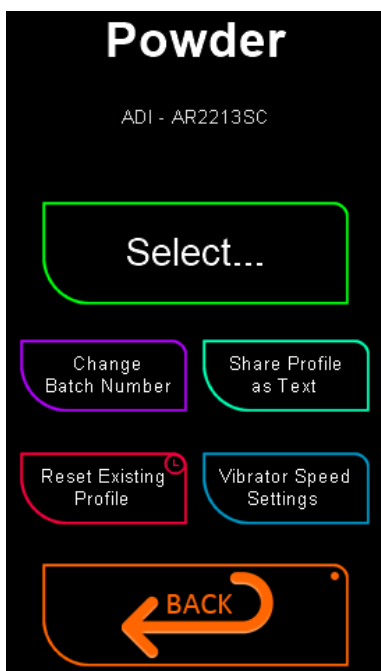 Powder
ADI - AR2213SC
Select...
Change
Batch Number
Share Profile
as Text
Reset Existing
Profile
Vibrator Speed
Settings
BACK